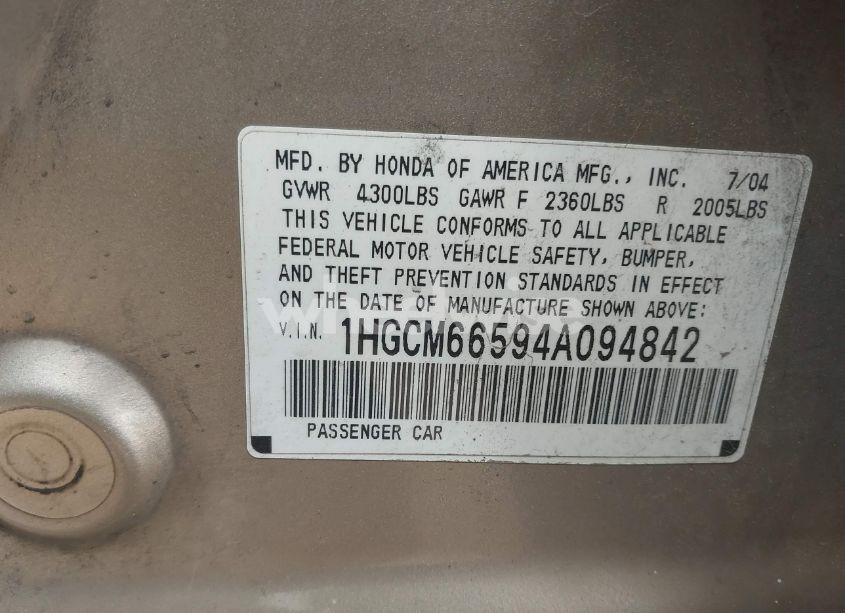 MFD. BY HONDA OF AMERICA MFG., INC. 7/04
GVWR 4300LBS GAWR F 2360LBS R 2005LBS
THIS VEHICLE CONFORMS TO ALL APPLICABLE
FEDERAL MOTOR VEHICLE SAFETY, BUMPER,
AND THEFT PREVENTION STANDARDS IN EFFECT
ON THE DATE OF MANUFACTURE SHOWN ABOVE:
V.I.N. 1HGCM66594A094842
PASSENGER CAR